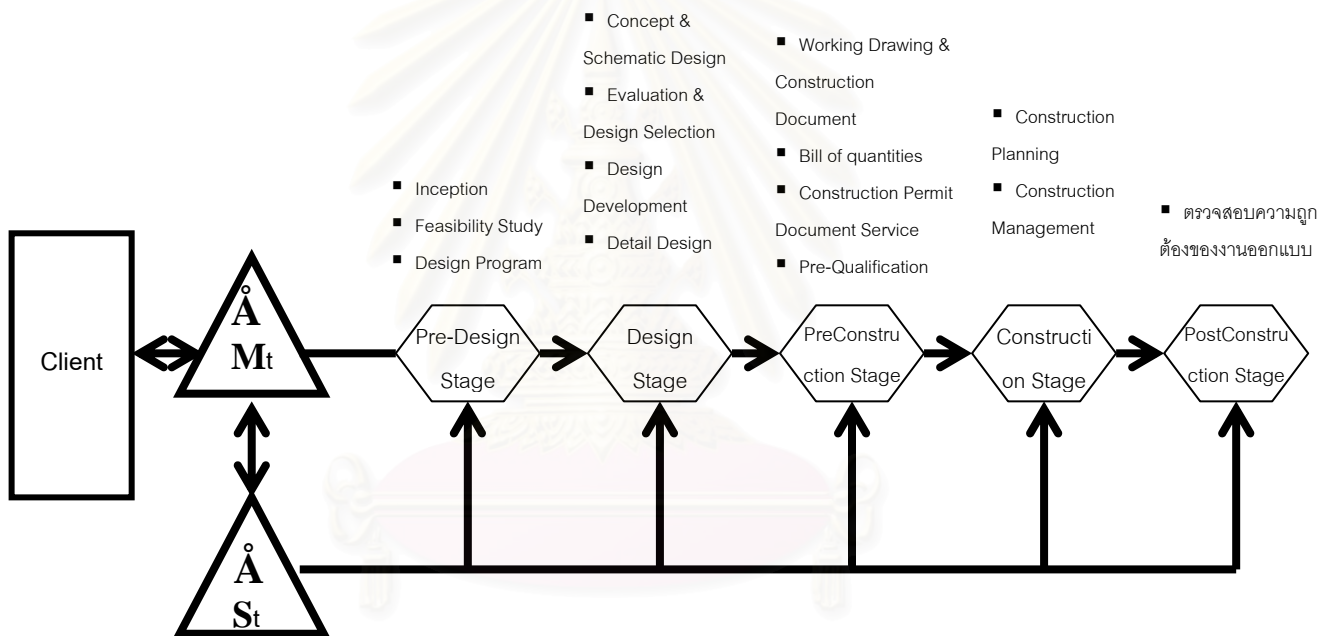 ■ Concept &
Schematic Design
■ Evaluation &
Design Selection
■ Design
Development
■ Detail Design
■ Working Drawing &
Construction
Document
■ Bill of quantities
■ Construction Permit
Document Service
■ Pre-Qualification
■ Construction
Planning
■ Construction
Management
■ Inception
■ Feasibility Study
■ Design Program
■ ตรวจสอบความถูก
ต้องของงานออกแบบ
Client
Å
Mt
Pre-Design
Stage
Design
Stage
PreConstru
ction Stage
Constructi
on Stage
PostConstru
ction Stage
Å
St